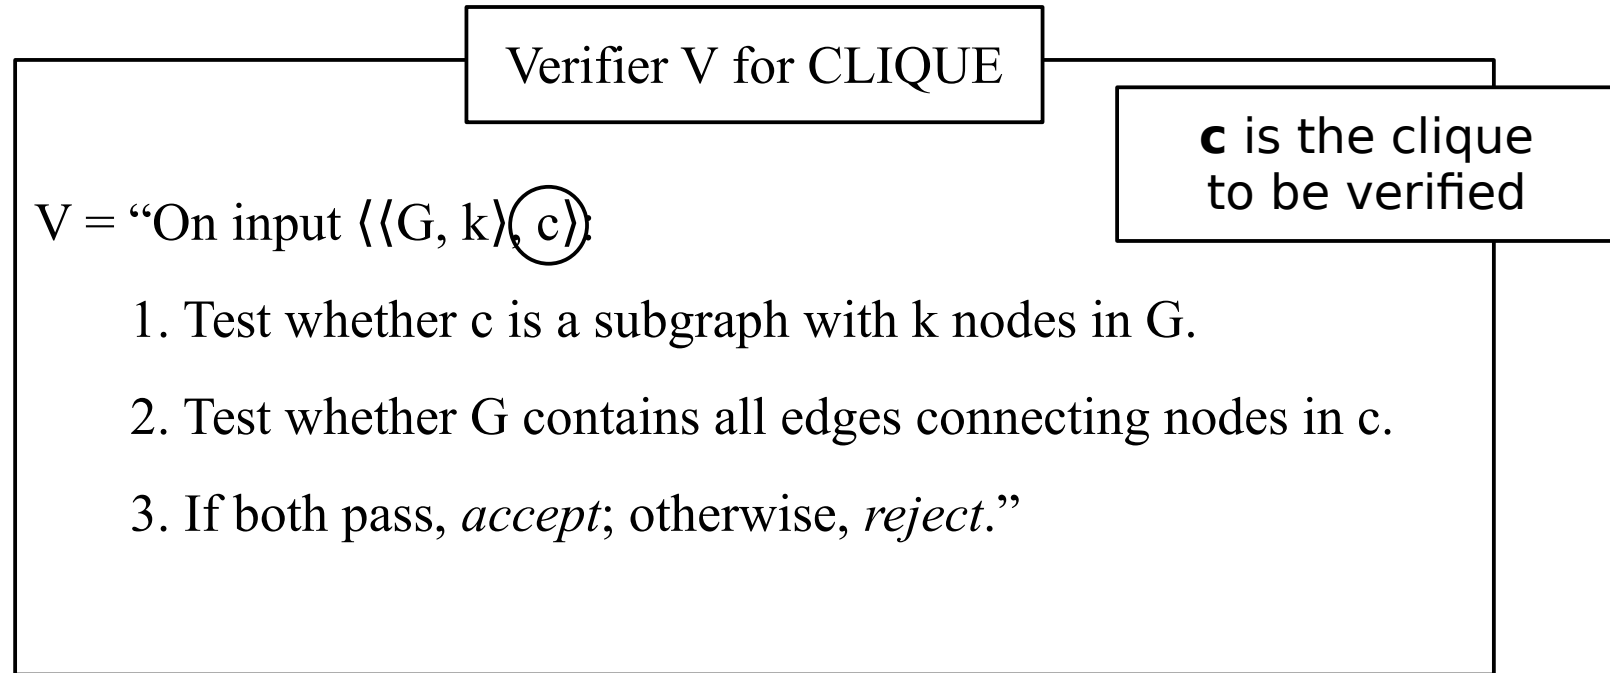 Verifier V for CLIQUE
c is the clique
to be verified
V = “On input ⟨⟨G, k⟩, c⟩:
1. Test whether c is a subgraph with k nodes in G.
2. Test whether G contains all edges connecting nodes in c.
3. If both pass, accept; otherwise, reject.”